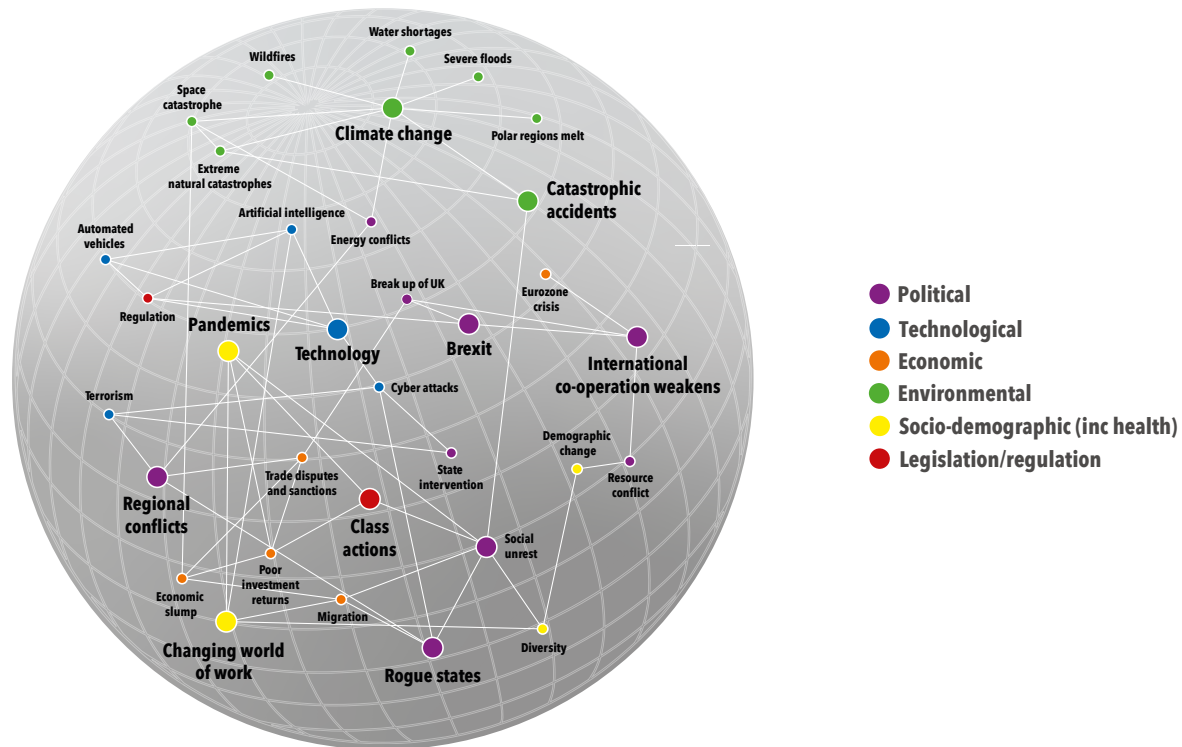 Water shortages
Wildfires
Severe floods
Space
catastrophe
Climate change
Polar regions melt
Extreme
natural catastrophes
Catastrophic
accidents
Artificial intelligence
Automated
vehicles
Energy conflicts
Break up of UK
Eurozone
crisis
Regulation
Pandemics
Technology
Brexit
International
co-operation weakens
Cyber attacks
Terrorism
Demographic
change
Trade disputes
and sanctions
State
intervention
Resource
conflict
Regional
conflicts
Class
actions
Social
unrest
Poor
investment
returns
Economic
slump
Migration
Changing world
of work
Rogue states
Diversity
Political
Technological
Economic
Environmental
Socio-demographic (inc health)
Legislation/regulation